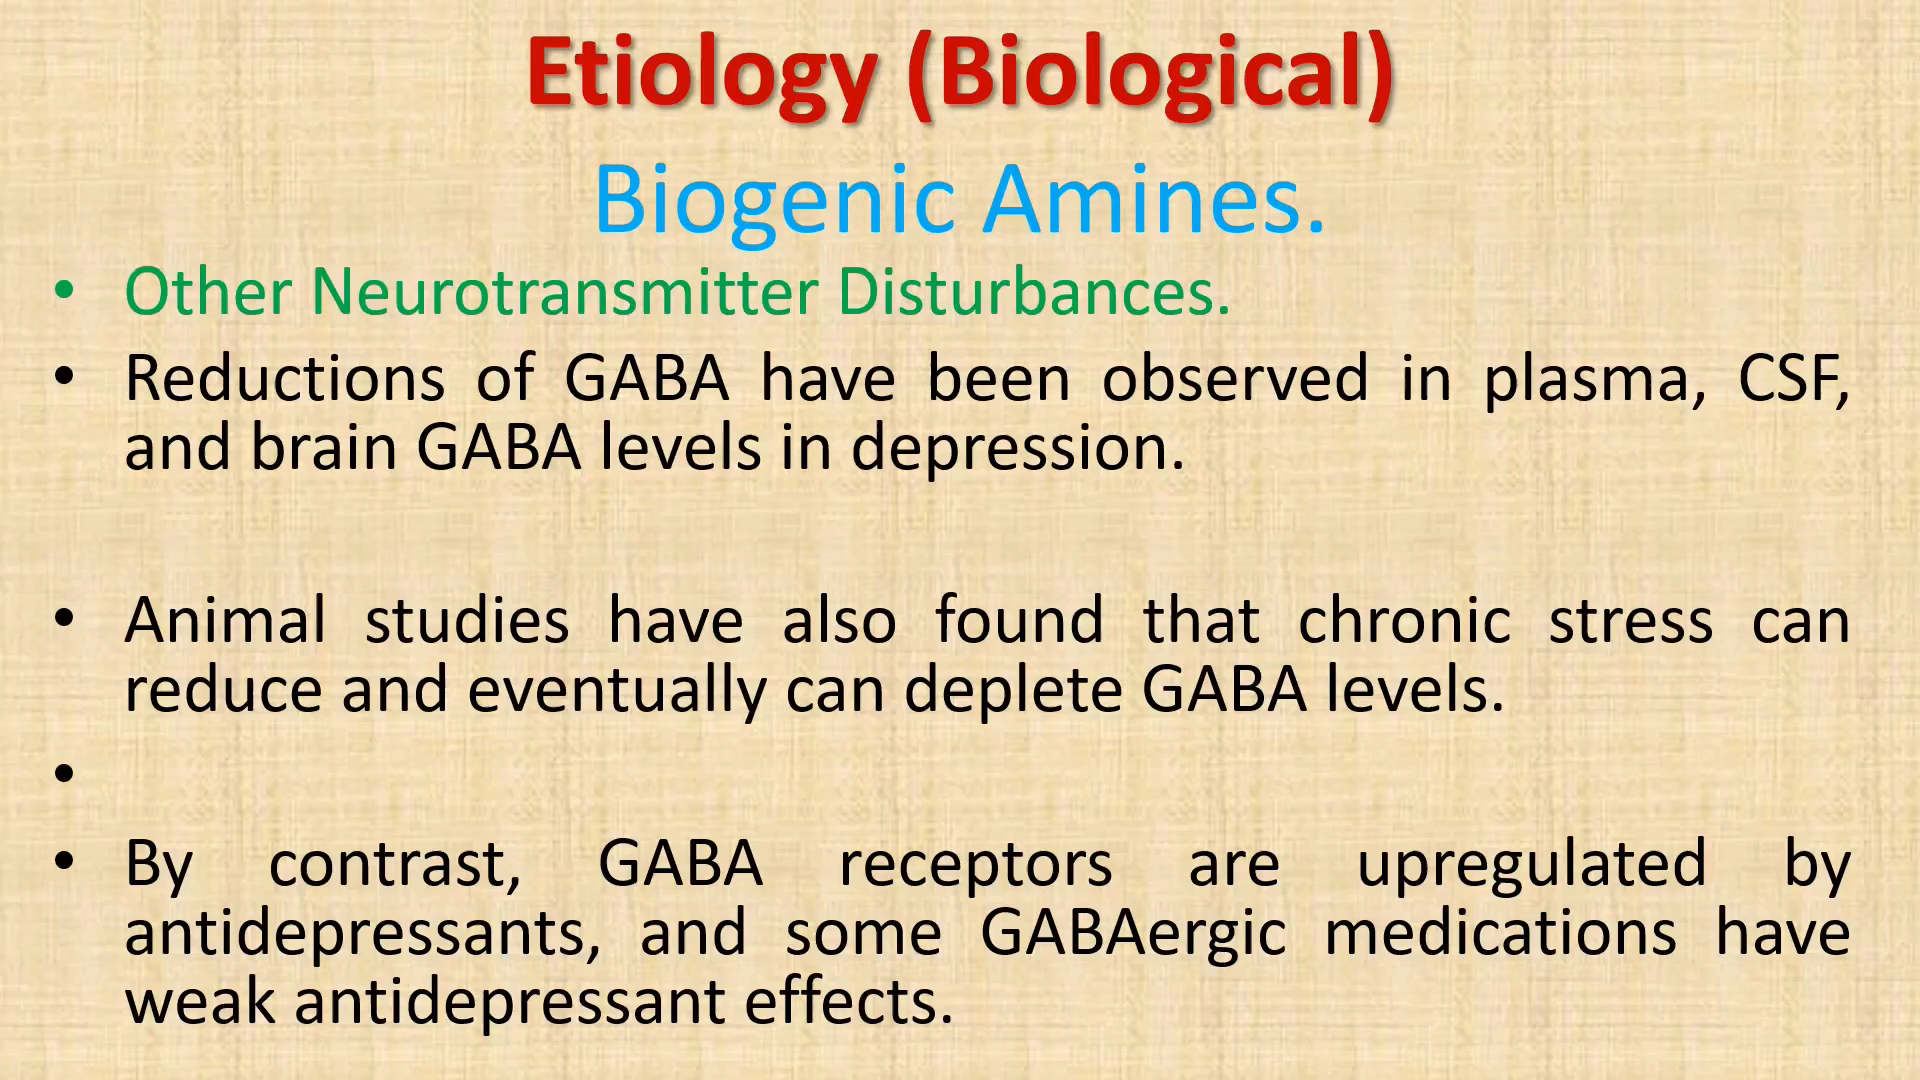 Etiology (Biological)
Biogenic Amines.
• Other Neurotransmitter Disturbances.
• Reductions of GABA have been observed in plasma, CSF,
and brain GABA levels in depression.
• Animal studies have also found that chronic stress can
reduce and eventually can deplete GABA levels.
•
• By contrast, GABA receptors are upregulated by
antidepressants, and some GABAergic medications have
weak antidepressant effects.